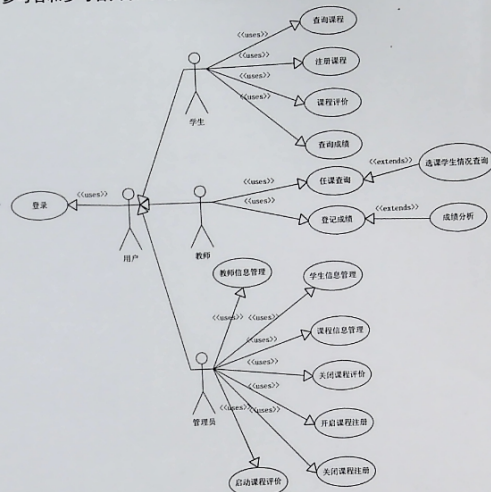 查询课程
<<uses>>
<<uses>>
注册课程
<<uses>>
<<uses>>
课程评价
学生
查询成绩
<<extends>>
选课学生情况查询
<<uses>>
任课查询
<<uses>>
登录
<<uses>>
登记成绩
<<extends>>
成绩分析
用户
教师
教师信息管理
学生信息管理
<<uses>>
<<uses>>
<<uses>>
课程信息管理
<<uses>>
关闭课程评价
<<uses>>
<<uses>>
<<uses>>
开启课程注册
管理员
启动课程评价
关闭课程注册